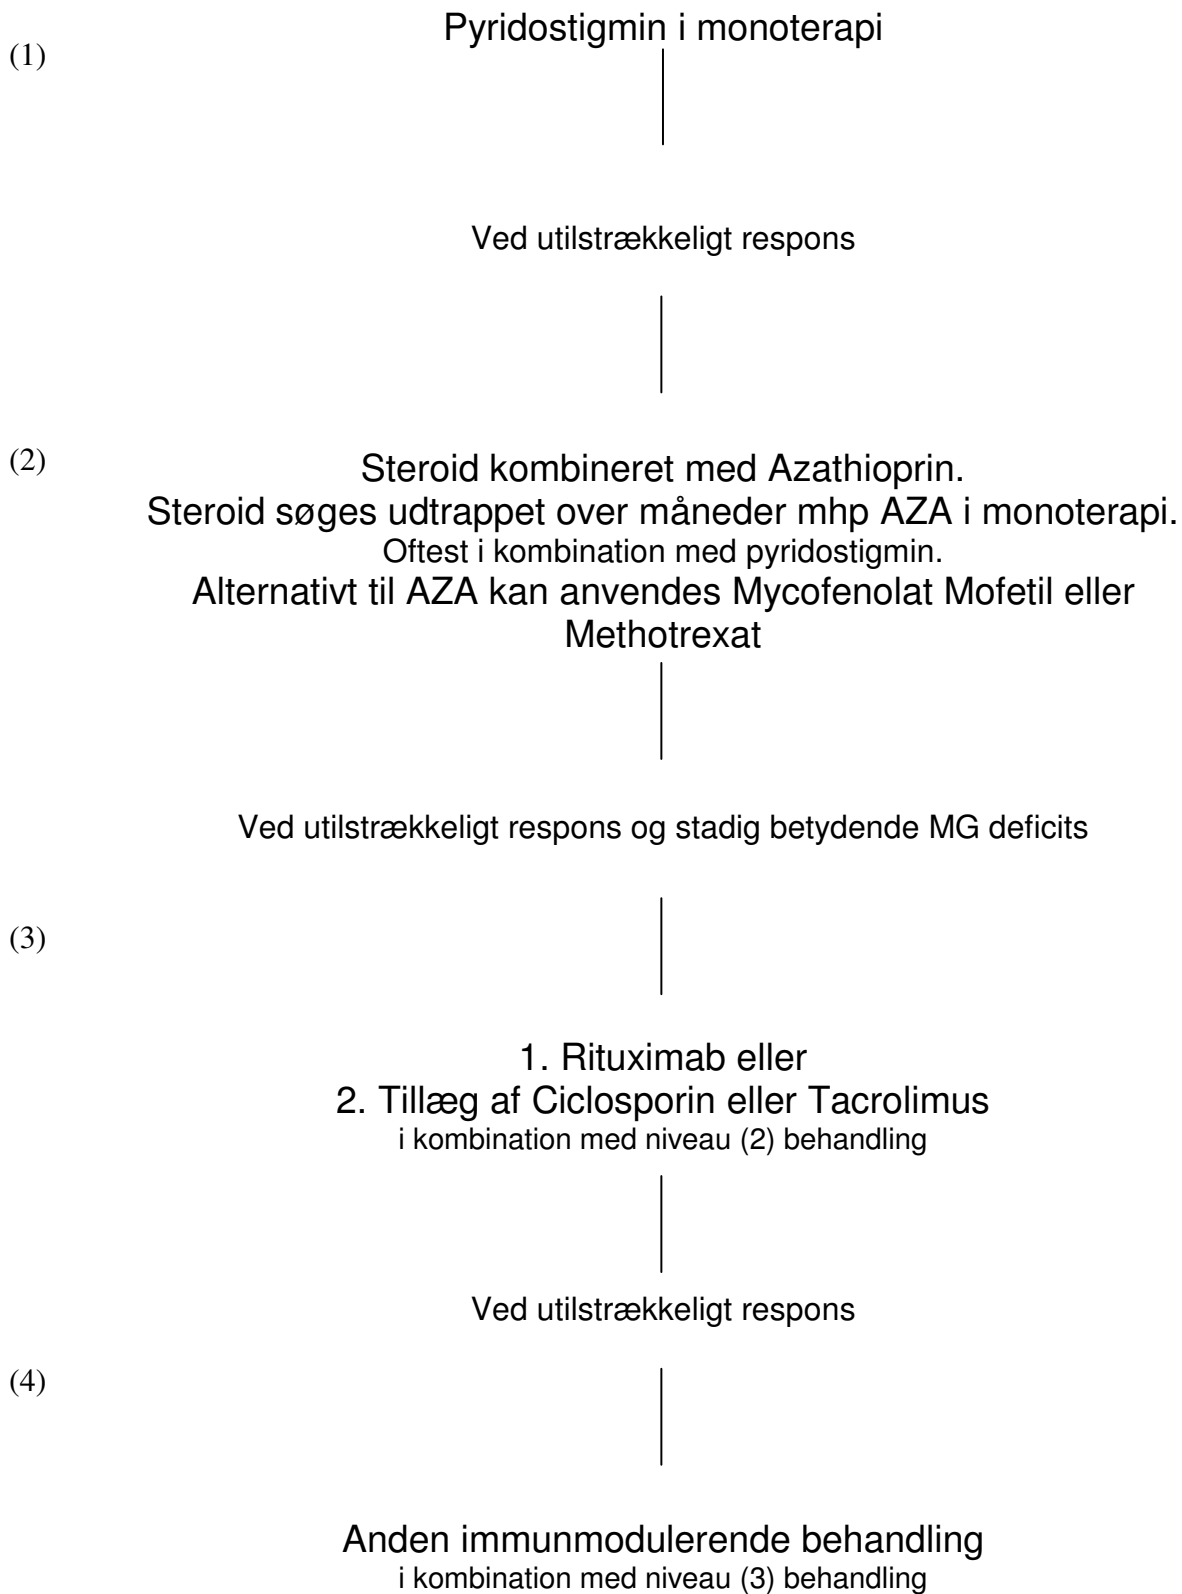 (1)
Pyridostigmin i monoterapi
Ved utilstrækkeligt respons
(2)
Steroid kombineret med Azathioprin.
Steroid søges udtrappet over måneder mhp AZA i monoterapi.
Oftest i kombination med pyridostigmin.
Alternativt til AZA kan anvendes Mycofenolat Mofetil eller
Methotrexat
Ved utilstrækkeligt respons og stadig betydende MG deficits
(3)
1. Rituximab eller
2. Tillæg af Ciclosporin eller Tacrolimus
i kombination med niveau (2) behandling
Ved utilstrækkeligt respons
(4)
Anden immunmodulerende behandling
i kombination med niveau (3) behandling